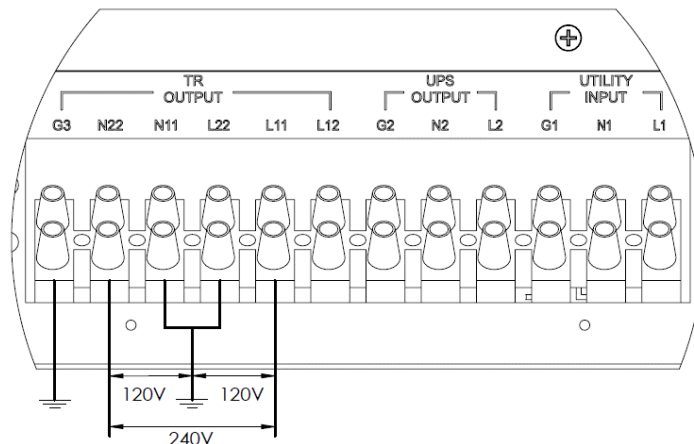 TR OUTPUT
UPS OUTPUT
UTILITY INPUT
G3 N22 N11 L22 L11 L12 G2 N2 L2 G1 N1 L1
120V 120V
240V